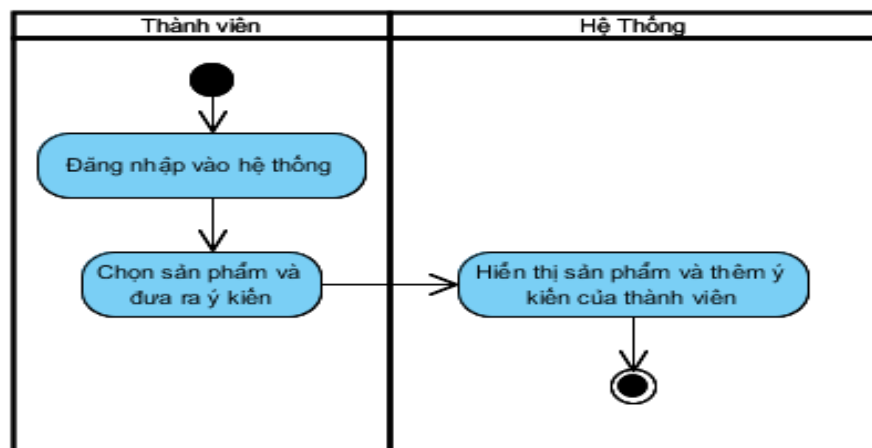 Thành viên
Hệ Thống
Đăng nhập vào hệ thống
Chọn sản phẩm và
đưa ra ý kiến
Hiển thị sản phẩm và thêm ý
kiến của thành viên